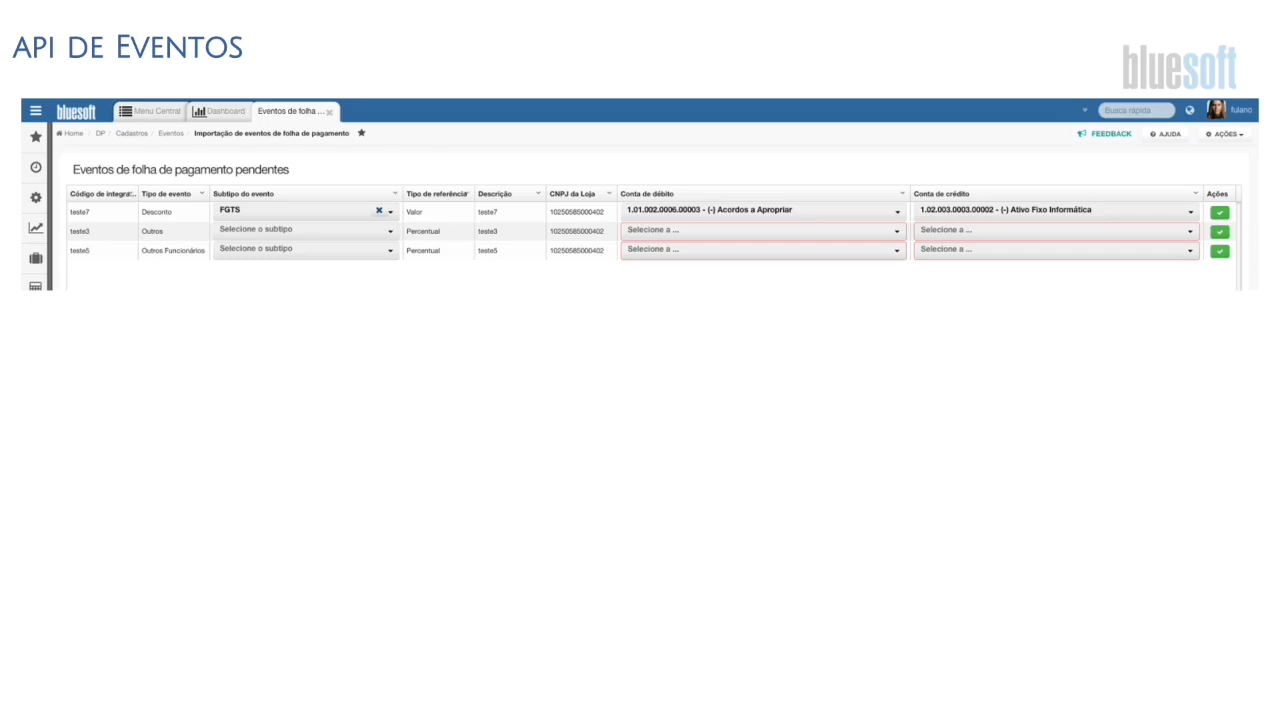 API DE EVENTOS
bluesoft
bluesoft Menu Central Dashboard Eventos de folha ... Busca rápida fulano
Home / DP / Cadastros / Eventos / Importação de eventos de folha de pagamento FEEDBACK AJUDA AÇÕES
Eventos de folha de pagamento pendentes
Código de integra... Tipo de evento Subtipo do evento Tipo de referência Descrição CNPJ da Loja Conta de débito Conta de crédito Ações
teste7 Desconto FGTS Valor teste7 10250585000402 1.01.002.0006.00003 - (-) Acordos a Apropriar 1.02.003.0003.00002 - (-) Ativo Fixo Informática
teste3 Outros Selecione o subtipo Percentual teste3 10250585000402 Selecione a ... Selecione a ...
teste5 Outros Funcionários Selecione o subtipo Percentual teste5 10250585000402 Selecione a ... Selecione a ...